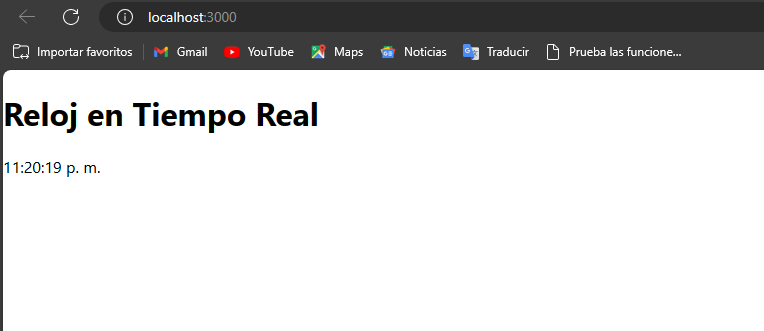 localhost:3000
Importar favoritos Gmail YouTube Maps Noticias Traducir Prueba las funcione...
Reloj en Tiempo Real
11:20:19 p. m.